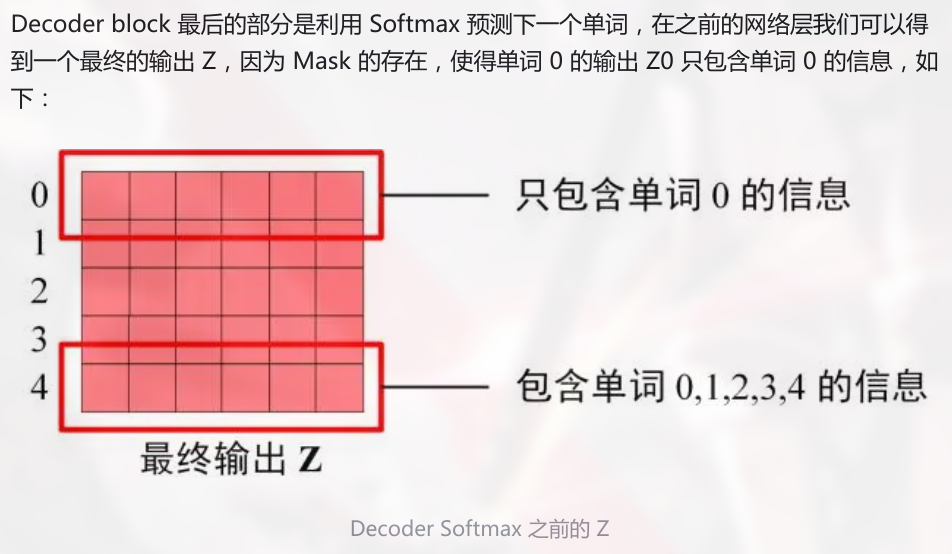 Decoder block 最后的部分是利用 Softmax 预测下一个单词，在之前的网络层我们可以得
到一个最终的输出 Z，因为 Mask 的存在，使得单词 0 的输出 Z0 只包含单词 0 的信息，如
下：
0
只包含单词 0 的信息
1
2
3
4
包含单词 0,1,2,3,4 的信息
最终输出 Z
Decoder Softmax 之前的 Z